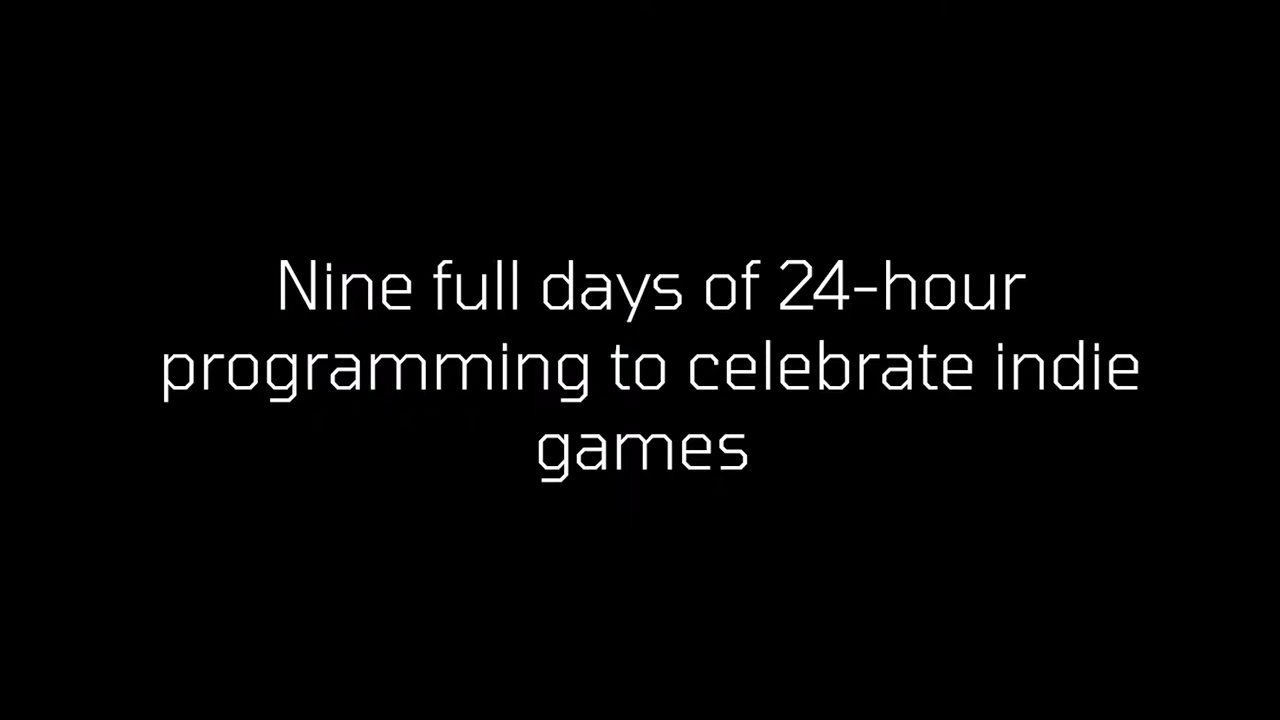 Nine full days of 24-hour
programming to celebrate indie
games